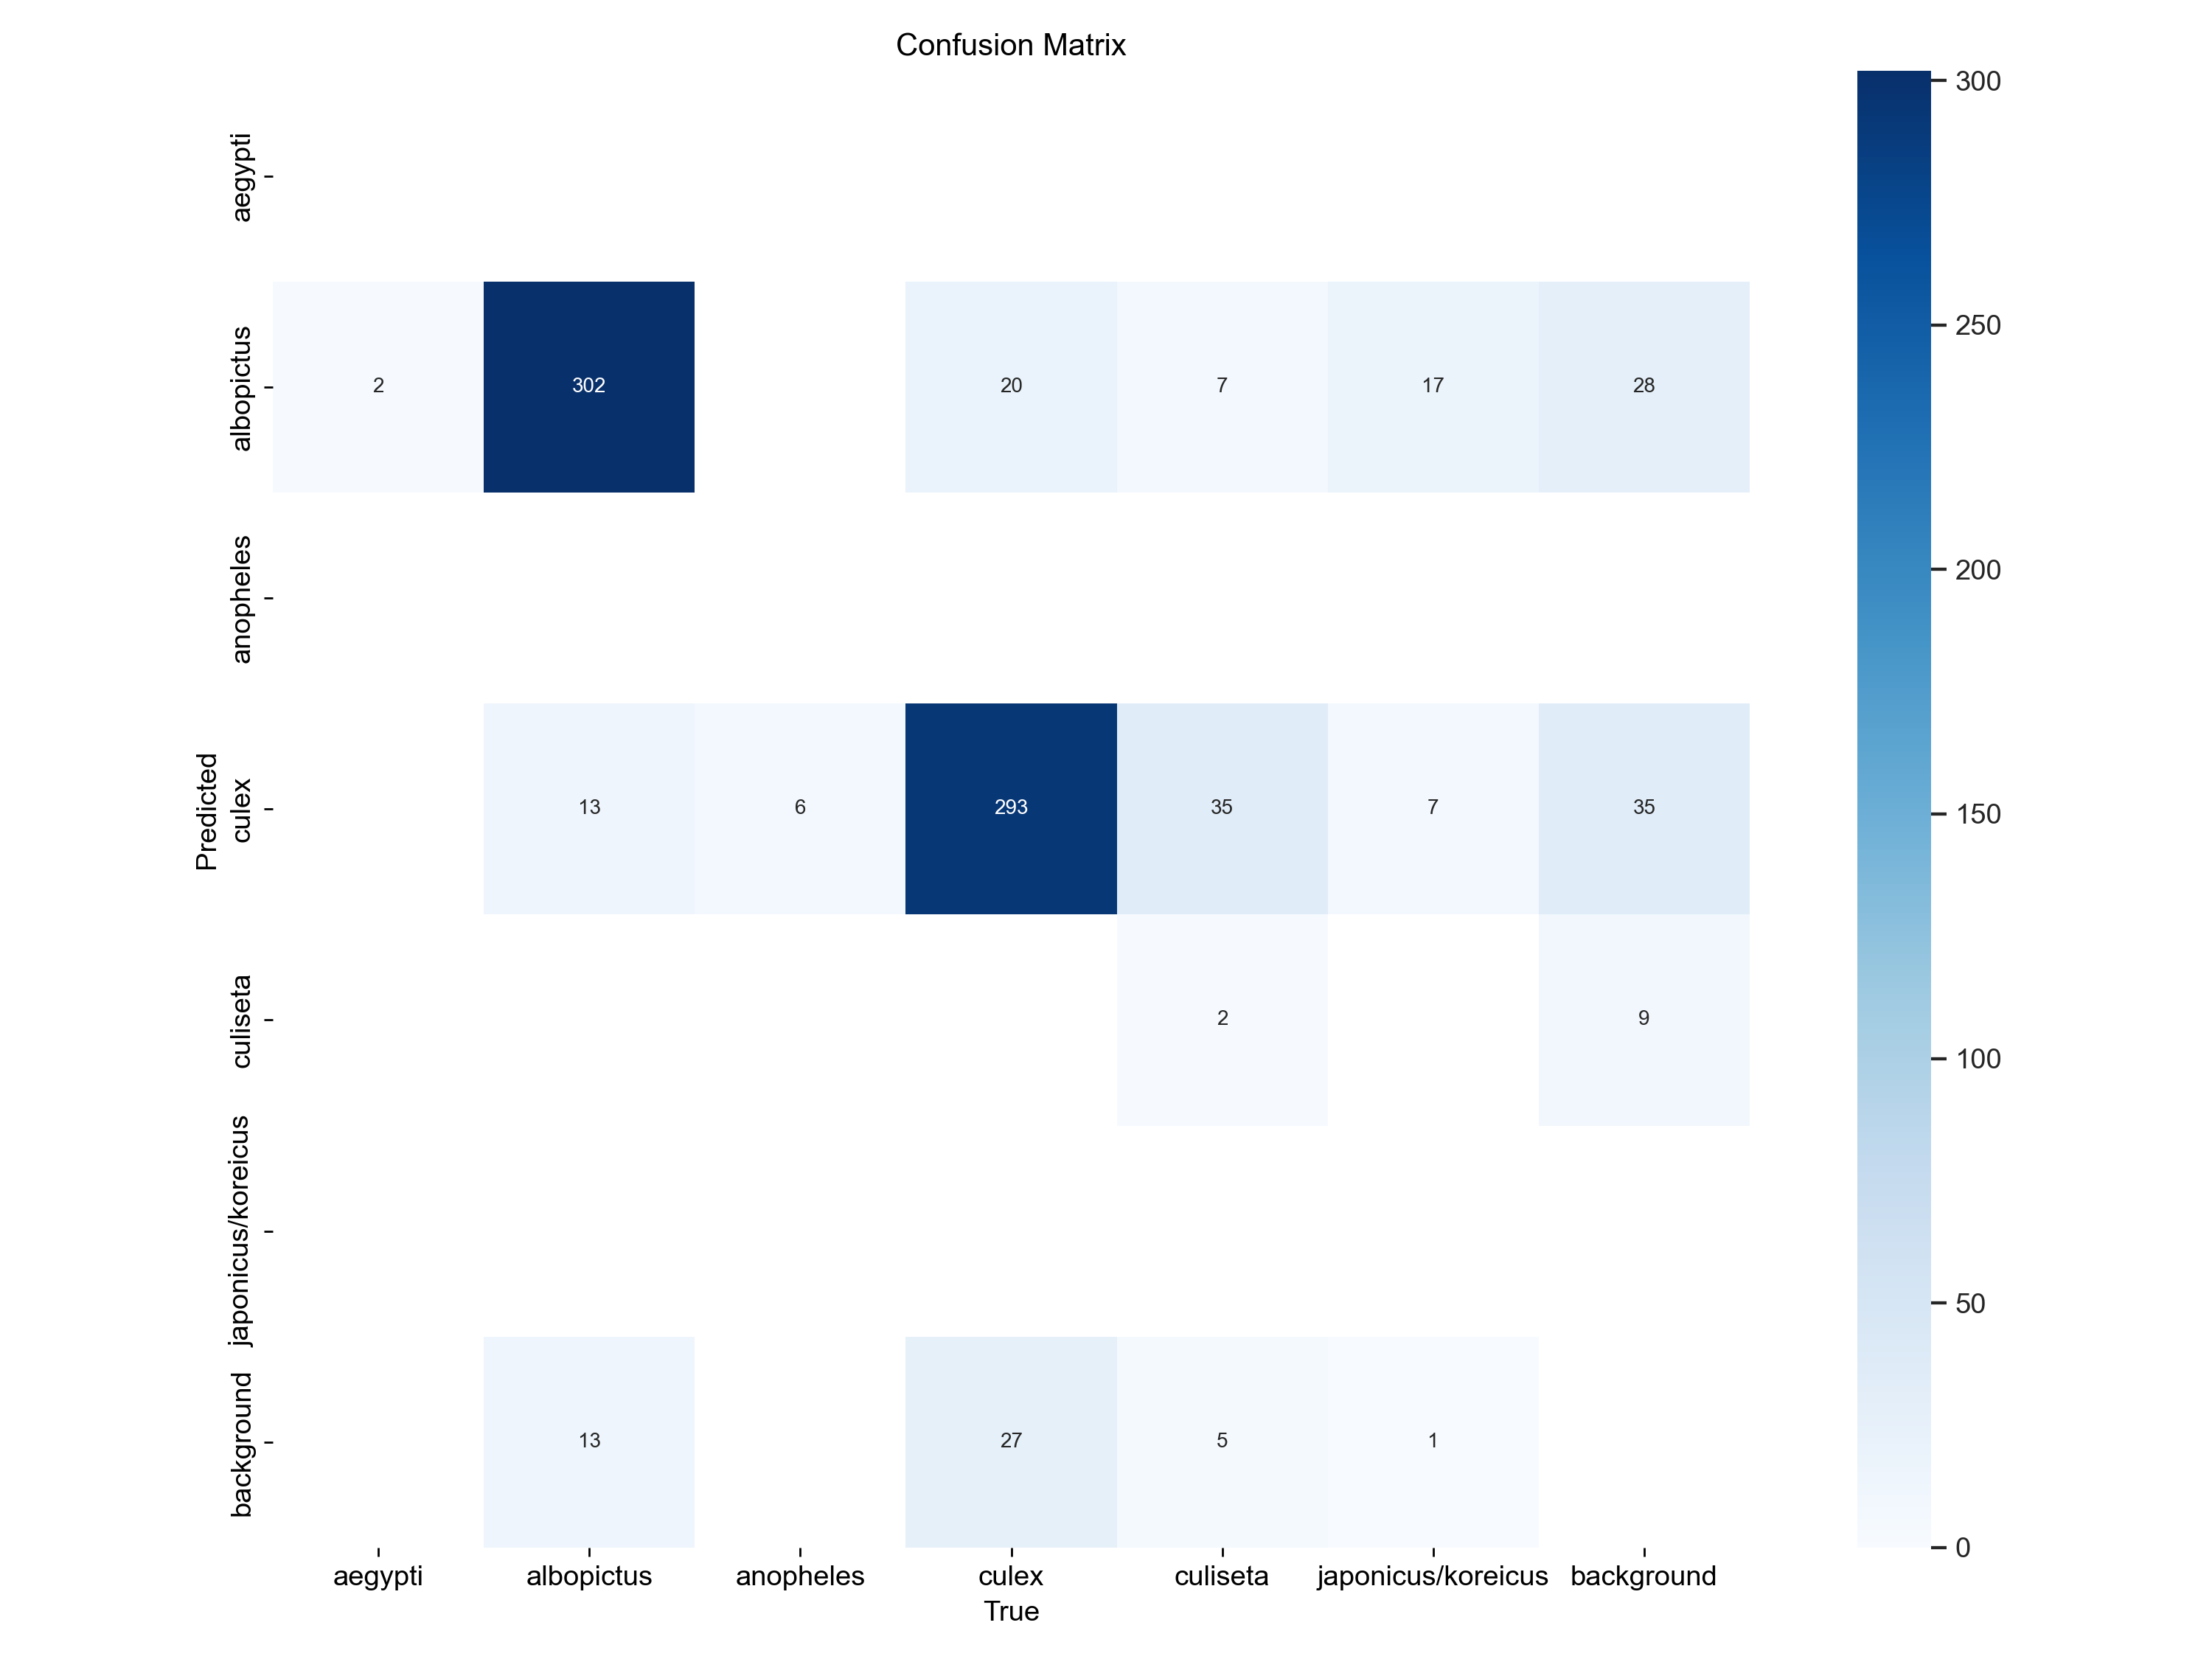 Confusion Matrix
aegypti
albopictus
anopheles
culex
culiseta
japonicus/koreicus
background
Predicted
2 302 20 7 17 28
13 6 293 35 7 35
2 9
13 27 5 1
aegypti albopictus anopheles culex culiseta japonicus/koreicus background
True
300
250
200
150
100
50
0